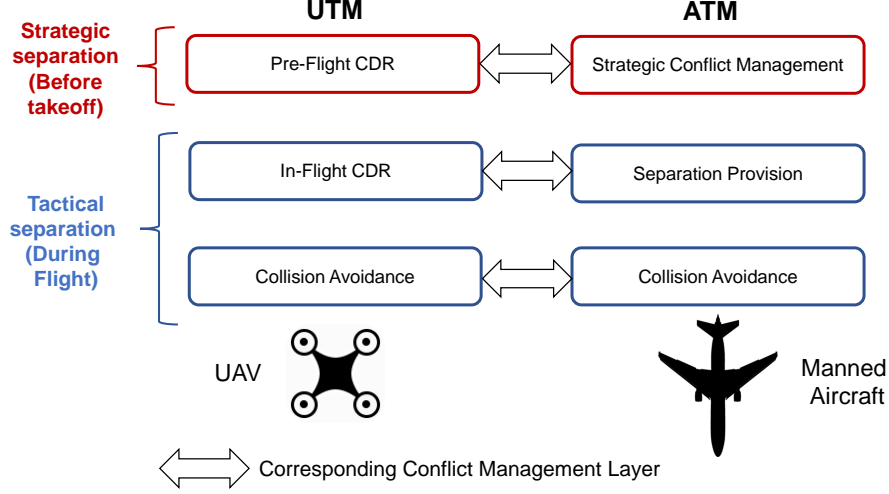 UTM
ATM
Strategic
separation
(Before
takeoff)
Pre-Flight CDR
Strategic Conflict Management
In-Flight CDR
Separation Provision
Tactical
separation
(During
Flight)
Collision Avoidance
Collision Avoidance
UAV
Manned
Aircraft
Corresponding Conflict Management Layer